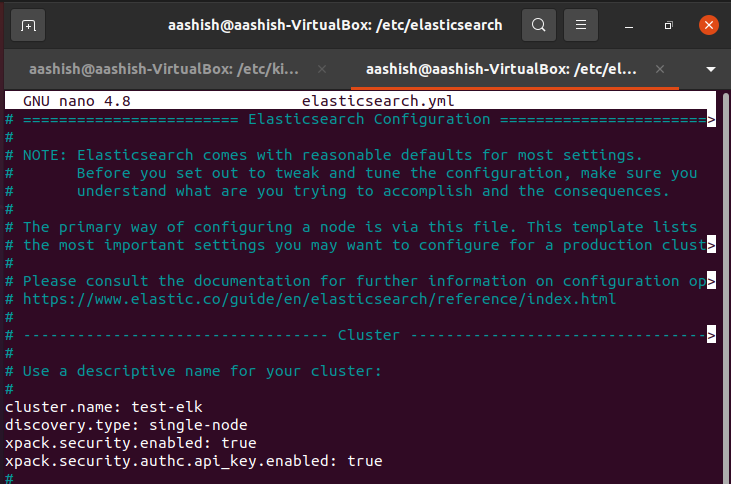 aashish@aashish-VirtualBox: /etc/elasticsearch
aashish@aashish-VirtualBox: /etc/ki...
aashish@aashish-VirtualBox: /etc/el...
GNU nano 4.8 elasticsearch.yml
# ======================== Elasticsearch Configuration =======================>
#
# NOTE: Elasticsearch comes with reasonable defaults for most settings.
#       Before you set out to tweak and tune the configuration, make sure you
#       understand what are you trying to accomplish and the consequences.
#
# The primary way of configuring a node is via this file. This template lists
# the most important settings you may want to configure for a production clust>
#
# Please consult the documentation for further information on configuration op>
# https://www.elastic.co/guide/en/elasticsearch/reference/index.html
#
# ---------------------------------- Cluster ---------------------------------->
#
# Use a descriptive name for your cluster:
#
cluster.name: test-elk
discovery.type: single-node
xpack.security.enabled: true
xpack.security.authc.api_key.enabled: true
#